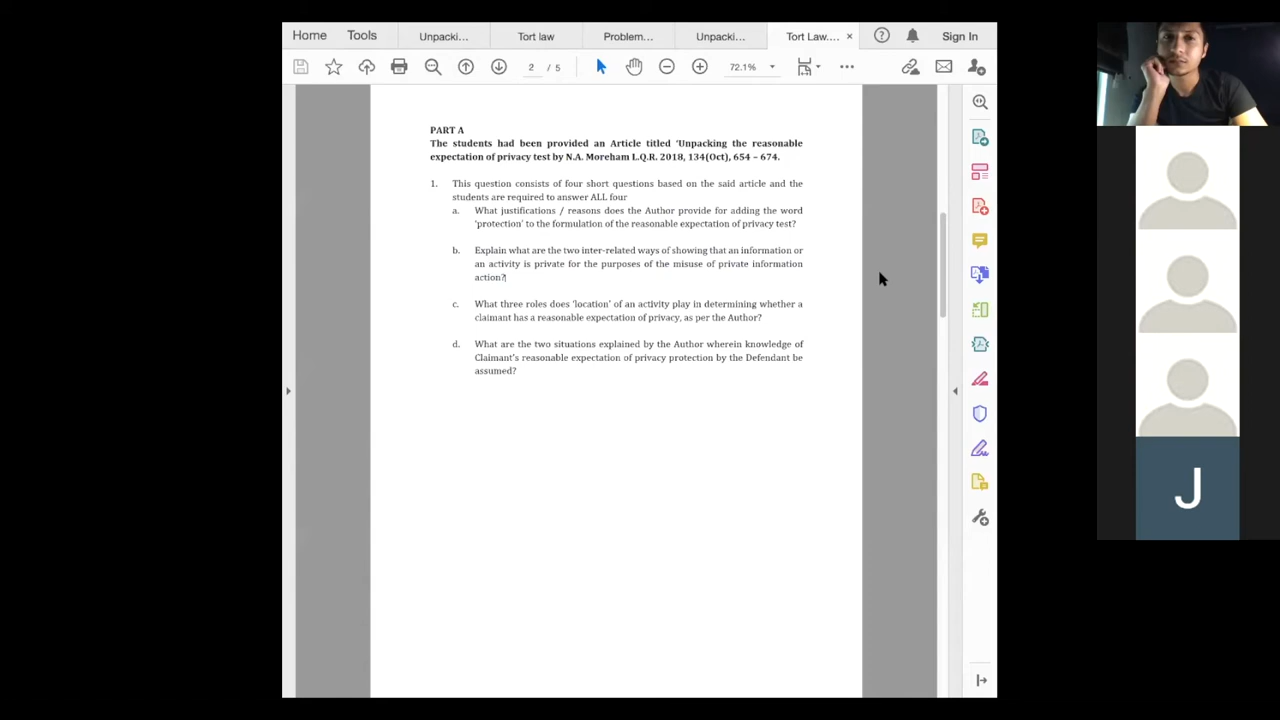 Home Tools Unpacki... Tort law Problem... Unpacki... Tort Law.... × Sign In
2 / 5 72.1%
PART A
The students had been provided an Article titled 'Unpacking the reasonable
expectation of privacy test by N.A. Moreham L.Q.R. 2018, 134(Oct), 654 – 674.
1. This question consists of four short questions based on the said article and the
students are required to answer ALL four
a. What justifications / reasons does the Author provide for adding the word
'protection' to the formulation of the reasonable expectation of privacy test?
b. Explain what are the two inter-related ways of showing that an information or
an activity is private for the purposes of the misuse of private information
action?
c. What three roles does 'location' of an activity play in determining whether a
claimant has a reasonable expectation of privacy, as per the Author?
d. What are the two situations explained by the Author wherein knowledge of
Claimant's reasonable expectation of privacy protection by the Defendant be
assumed?
J